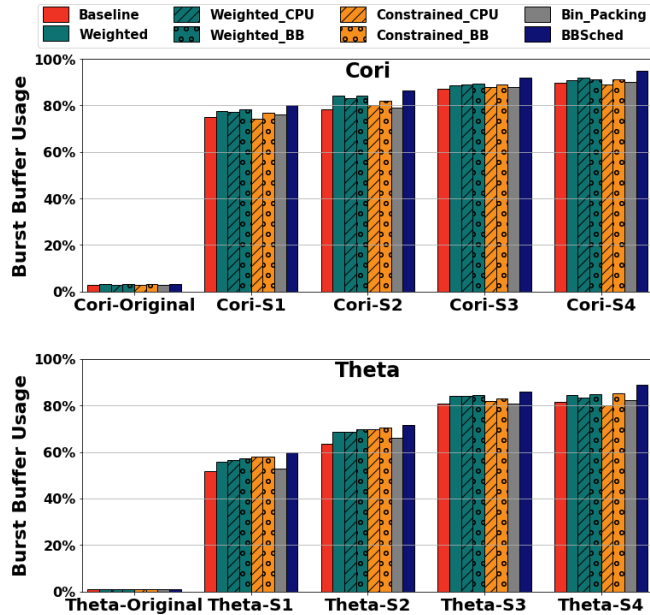 Baseline Weighted_CPU Constrained_CPU Bin_Packing
Weighted Weighted_BB Constrained_BB BBSched
Cori
Burst Buffer Usage
100%
80%
60%
40%
20%
0%
Cori-Original Cori-S1 Cori-S2 Cori-S3 Cori-S4
Theta
Burst Buffer Usage
100%
80%
60%
40%
20%
0%
Theta-Original Theta-S1 Theta-S2 Theta-S3 Theta-S4